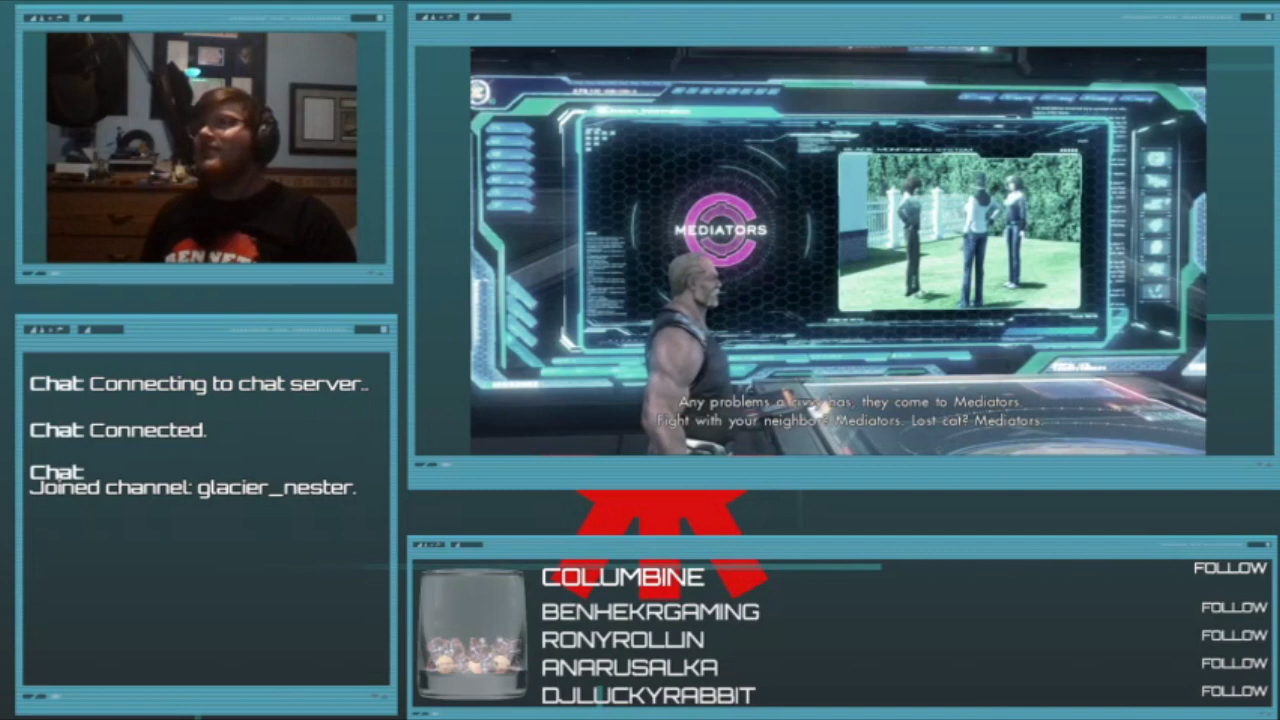 Chat: Connecting to chat server..
Chat: Connected.
Chat:
Joined channel: glacier_nester.
MEDIATORS
Any problems a civvy has, they come to Mediators.
Fight with your neighbor? Mediators. Lost cat? Mediators.
COLUMBINE FOLLOW
BENHEKRGAMING FOLLOW
RONYROLLIN FOLLOW
ANARUSALKA FOLLOW
DJLUCKYRABBIT FOLLOW